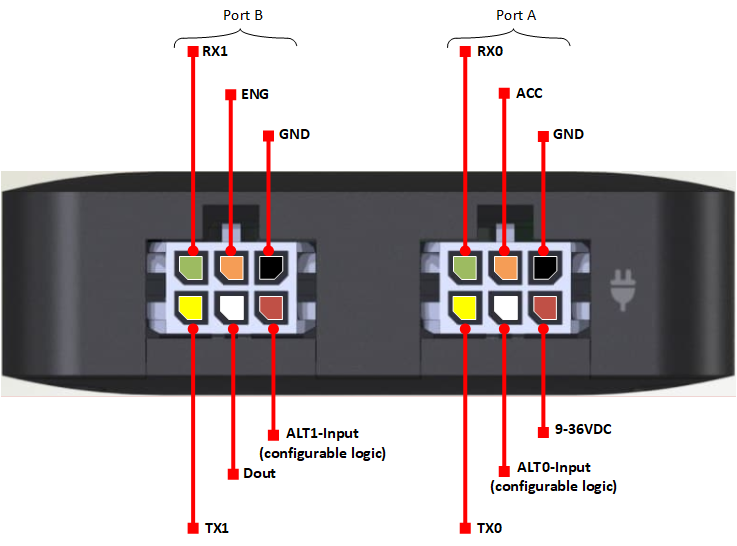 Port B
Port A
RX1
RX0
ENG
ACC
GND
GND
ALT1-Input
(configurable logic)
9-36VDC
Dout
ALT0-Input
(configurable logic)
TX1
TX0